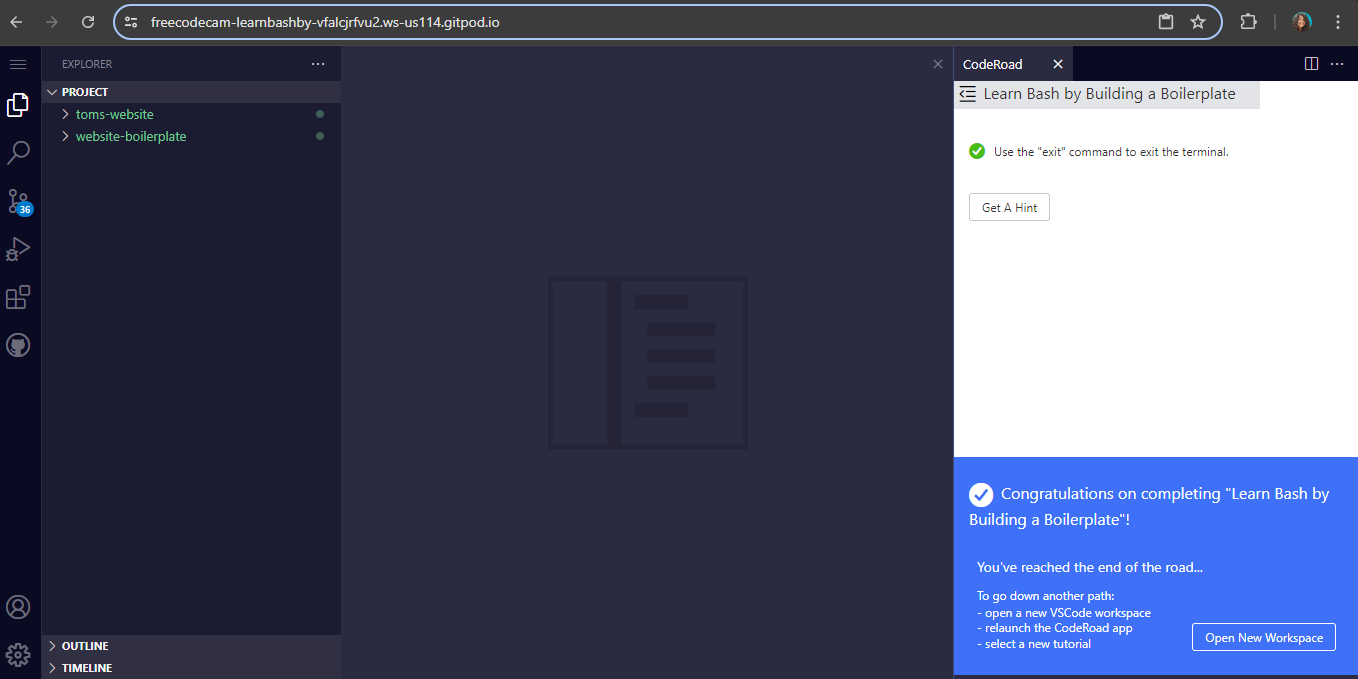 freecodecam-learnbashby-vfalcjrfvu2.ws-us114.gitpod.io
EXPLORER
PROJECT
toms-website
website-boilerplate
36
OUTLINE
TIMELINE
CodeRoad
Learn Bash by Building a Boilerplate
Use the "exit" command to exit the terminal.
Get A Hint
Congratulations on completing "Learn Bash by
Building a Boilerplate"!
You've reached the end of the road...
To go down another path:
- open a new VSCode workspace
- relaunch the CodeRoad app
- select a new tutorial
Open New Workspace